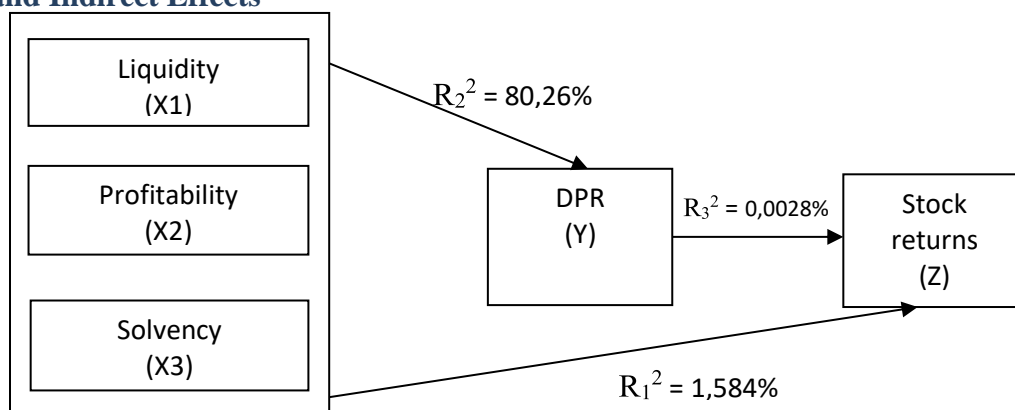 and Indirect Effects
Liquidity
(X1)
R₂² = 80,26%
Profitability
(X2)
DPR
(Y)
R₃² = 0,0028%
Stock
returns
(Z)
Solvency
(X3)
R₁² = 1,584%